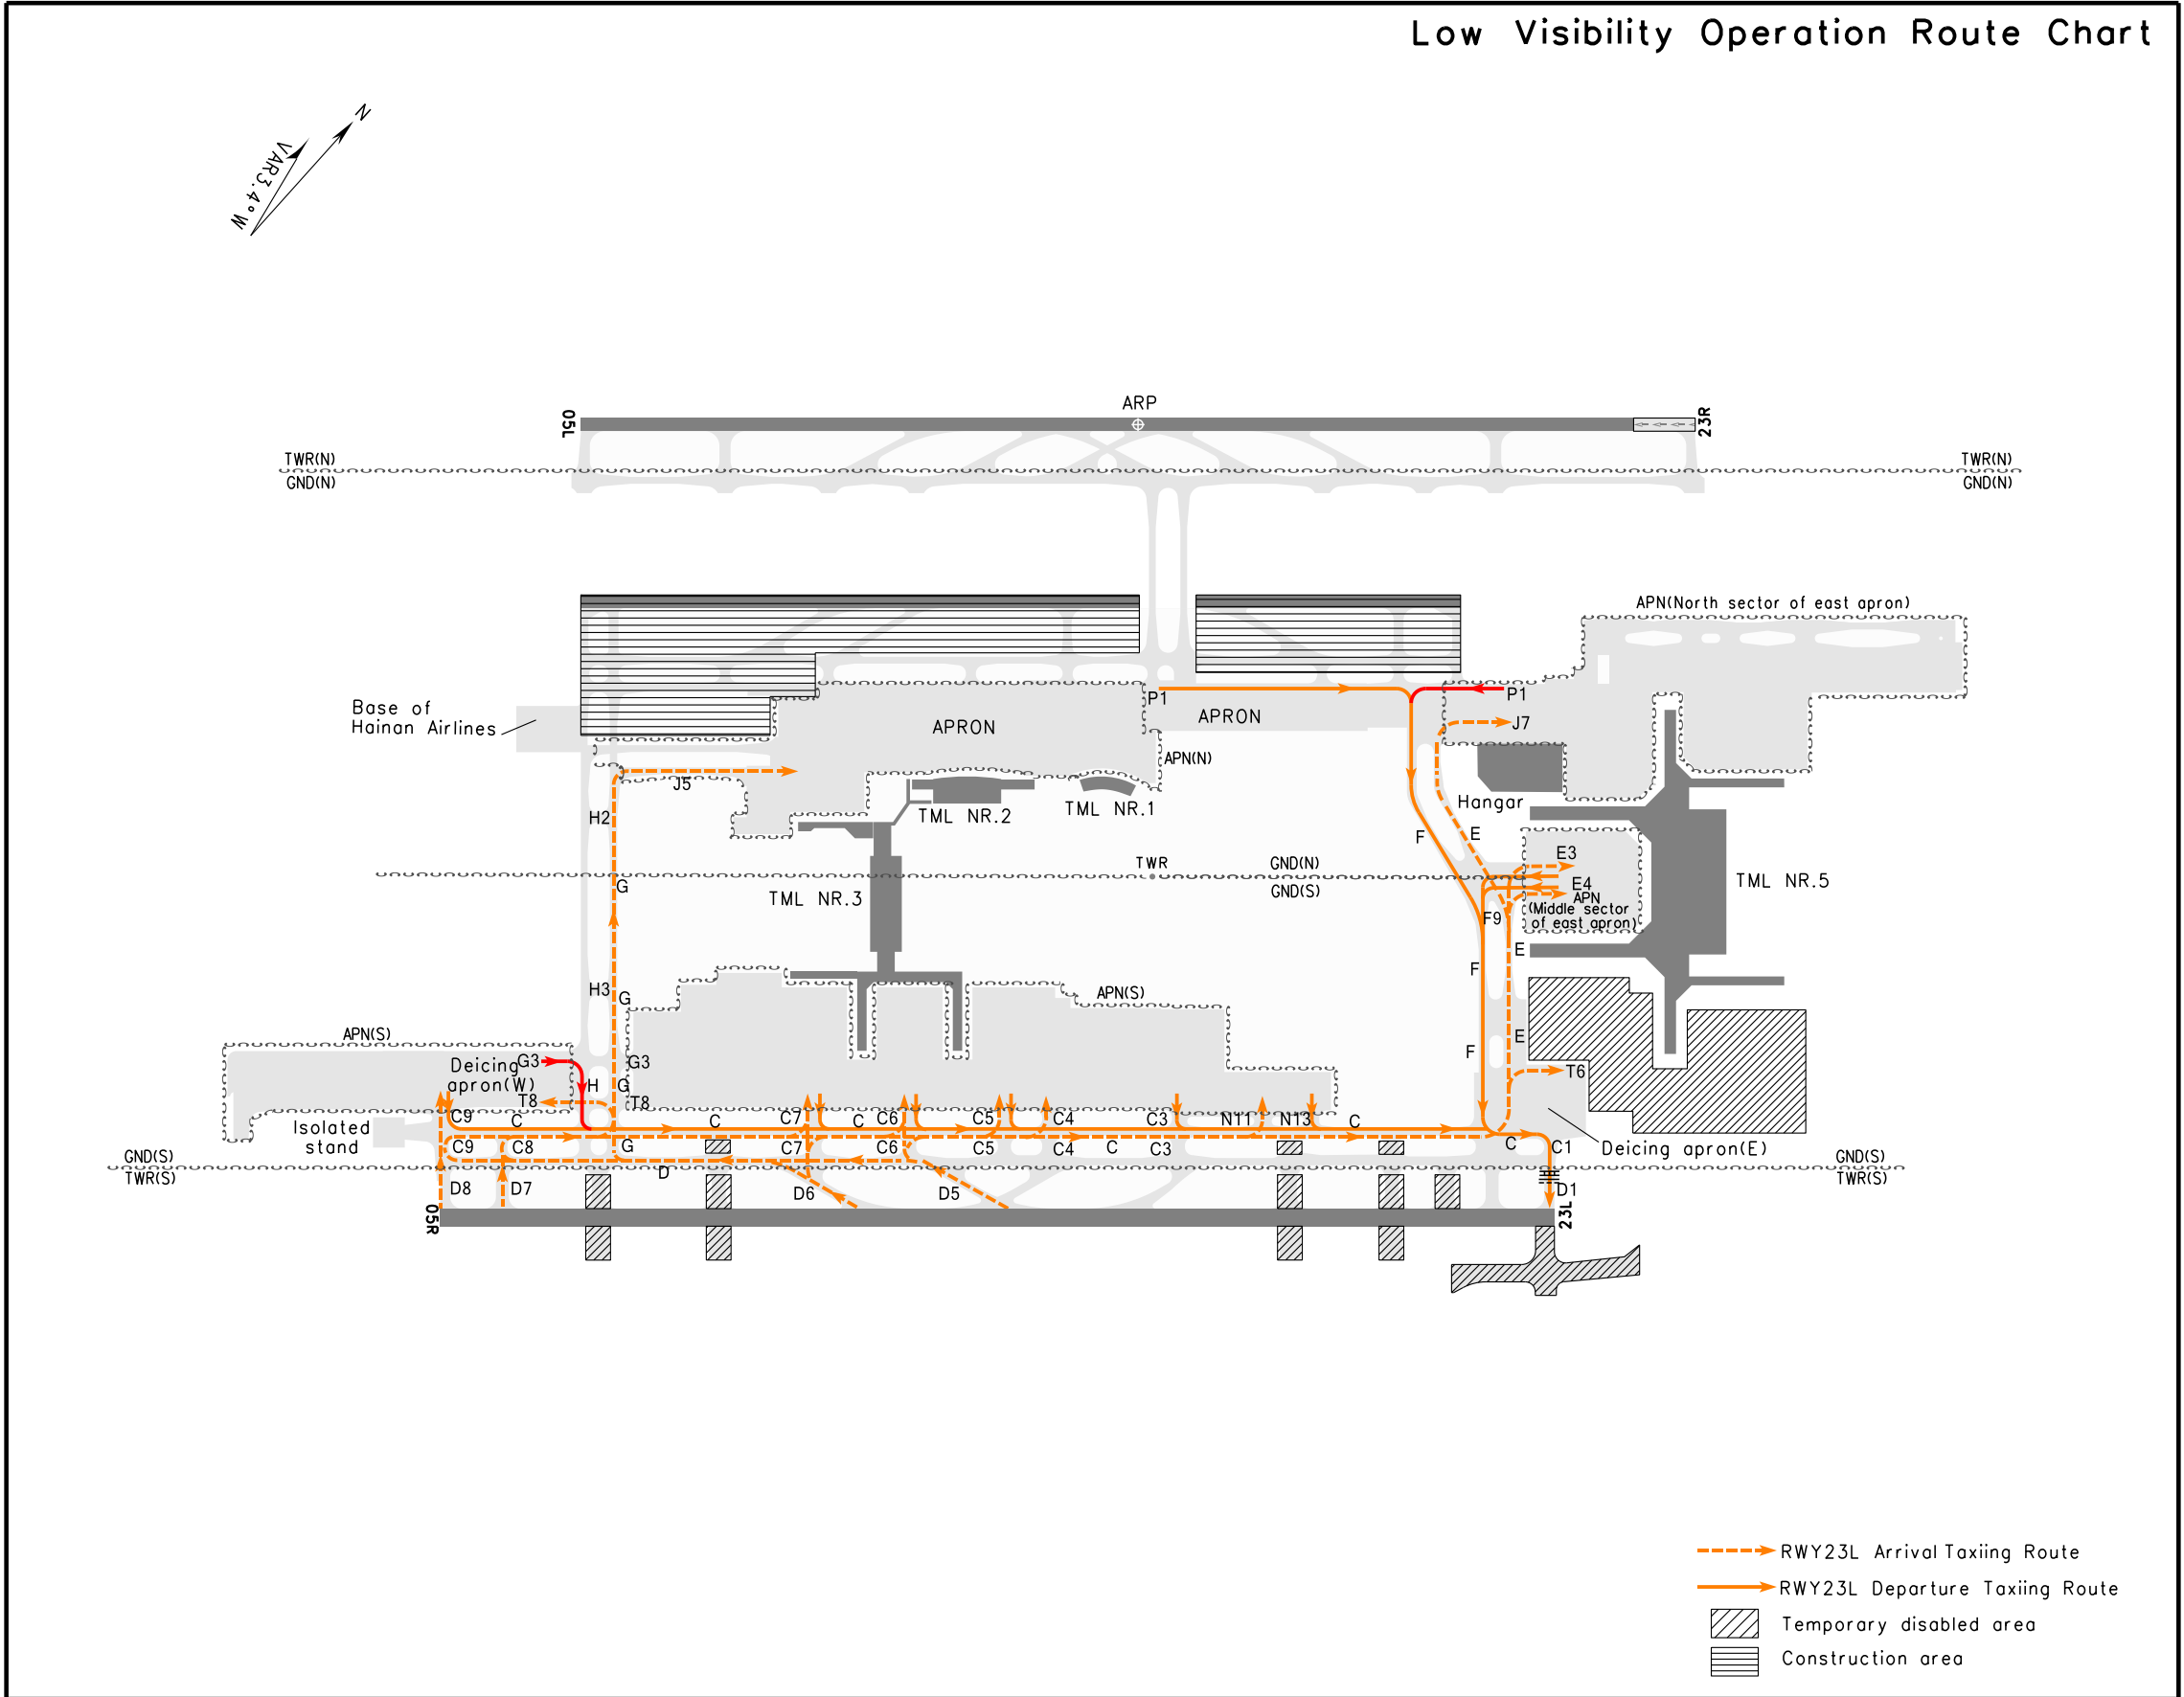 Low Visibility Operation Route Chart
N
VAR3.4°W
ARP
05L
23R
TWR(N)
GND(N)
TWR(N)
GND(N)
APN(North sector of east apron)
Base of
Hainan Airlines
P1
P1
APRON
APRON
J7
APN(N)
J5
Hangar
H2
TML NR.2
TML NR.1
F
E
TWR
GND(N)
GND(S)
E3
E4
APN
(Middle sector
of east apron)
TML NR.5
G
TML NR.3
F9
E
F
H3
G
APN(S)
APN(S)
E
F
Deicing
apron(W)
G3
G3
H
G
T8
T8
T6
C9
C
C
C7
C
C6
C5
C4
C3
N11
N13
C
Isolated
stand
C9
C8
G
C7
C6
C5
C4
C
C3
C
C1
Deicing apron(E)
GND(S)
TWR(S)
GND(S)
TWR(S)
D
D8
D7
D6
D5
D1
05R
23L
RWY23L Arrival Taxiing Route
RWY23L Departure Taxiing Route
Temporary disabled area
Construction area